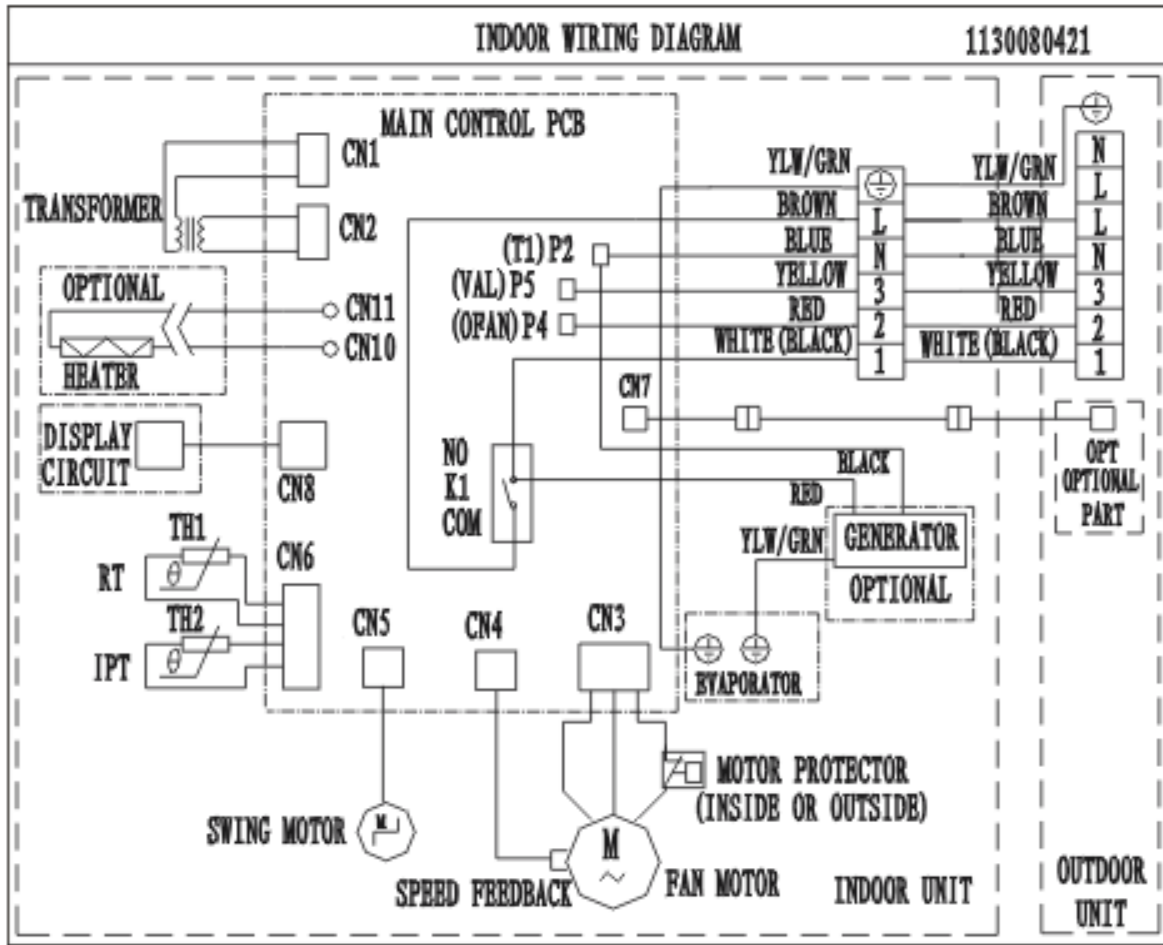 INDOOR WIRING DIAGRAM
1130080421
MAIN CONTROL PCB
CN1
TRANSFORMER
CN2
OPTIONAL
CN11
CN10
HEATER
DISPLAY
CIRCUIT
CN8
TH1
RT
CN6
TH2
IPT
CN5
CN4
CN3
(T1) P2
(VAL) P5
(OFAN) P4
NO
K1
COM
CN7
YLW/GRN
BROWN
BLUE
YELLOW
RED
WHITE (BLACK)
L
N
3
2
1
YLW/GRN
BROWN
BLUE
YELLOW
RED
WHITE (BLACK)
N
L
L
N
3
2
1
BLACK
RED
YLW/GRN
GENERATOR
OPTIONAL
EVAPORATOR
OPT
OPTIONAL
PART
MOTOR PROTECTOR
(INSIDE OR OUTSIDE)
SWING MOTOR
M
SPEED FEEDBACK
M
FAN MOTOR
INDOOR UNIT
OUTDOOR
UNIT